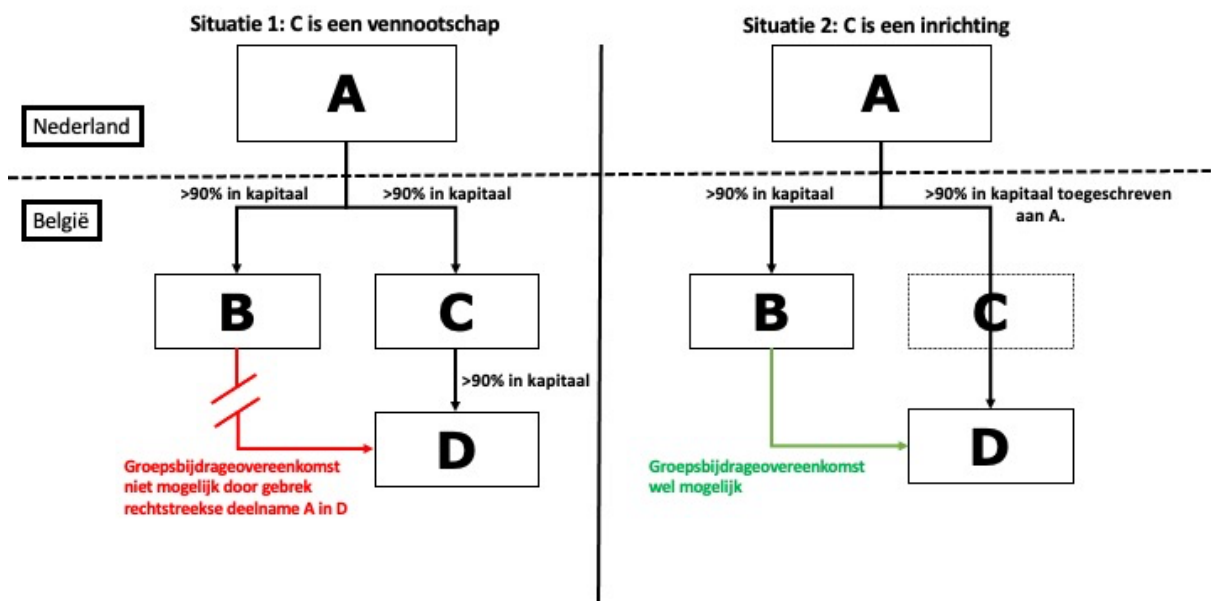 Situatie 1: C is een vennootschap
A
Nederland
>90% in kapitaal
>90% in kapitaal
België
B
C
>90% in kapitaal
D
Groepsbijdrageovereenkomst
niet mogelijk door gebrek
rechtstreekse deelname A in D
Situatie 2: C is een inrichting
A
>90% in kapitaal
>90% in kapitaal toegeschreven
aan A.
B
C
D
Groepsbijdrageovereenkomst
wel mogelijk